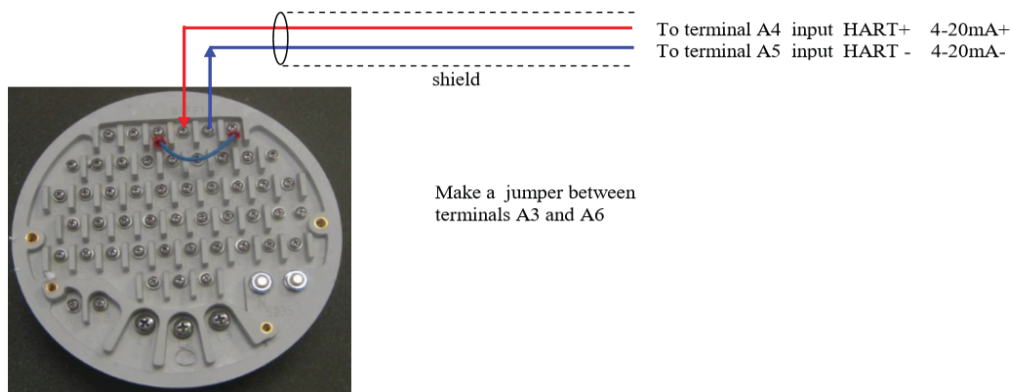 To terminal A4 input HART+ 4-20mA+
To terminal A5 input HART - 4-20mA-
shield
Make a jumper between
terminals A3 and A6